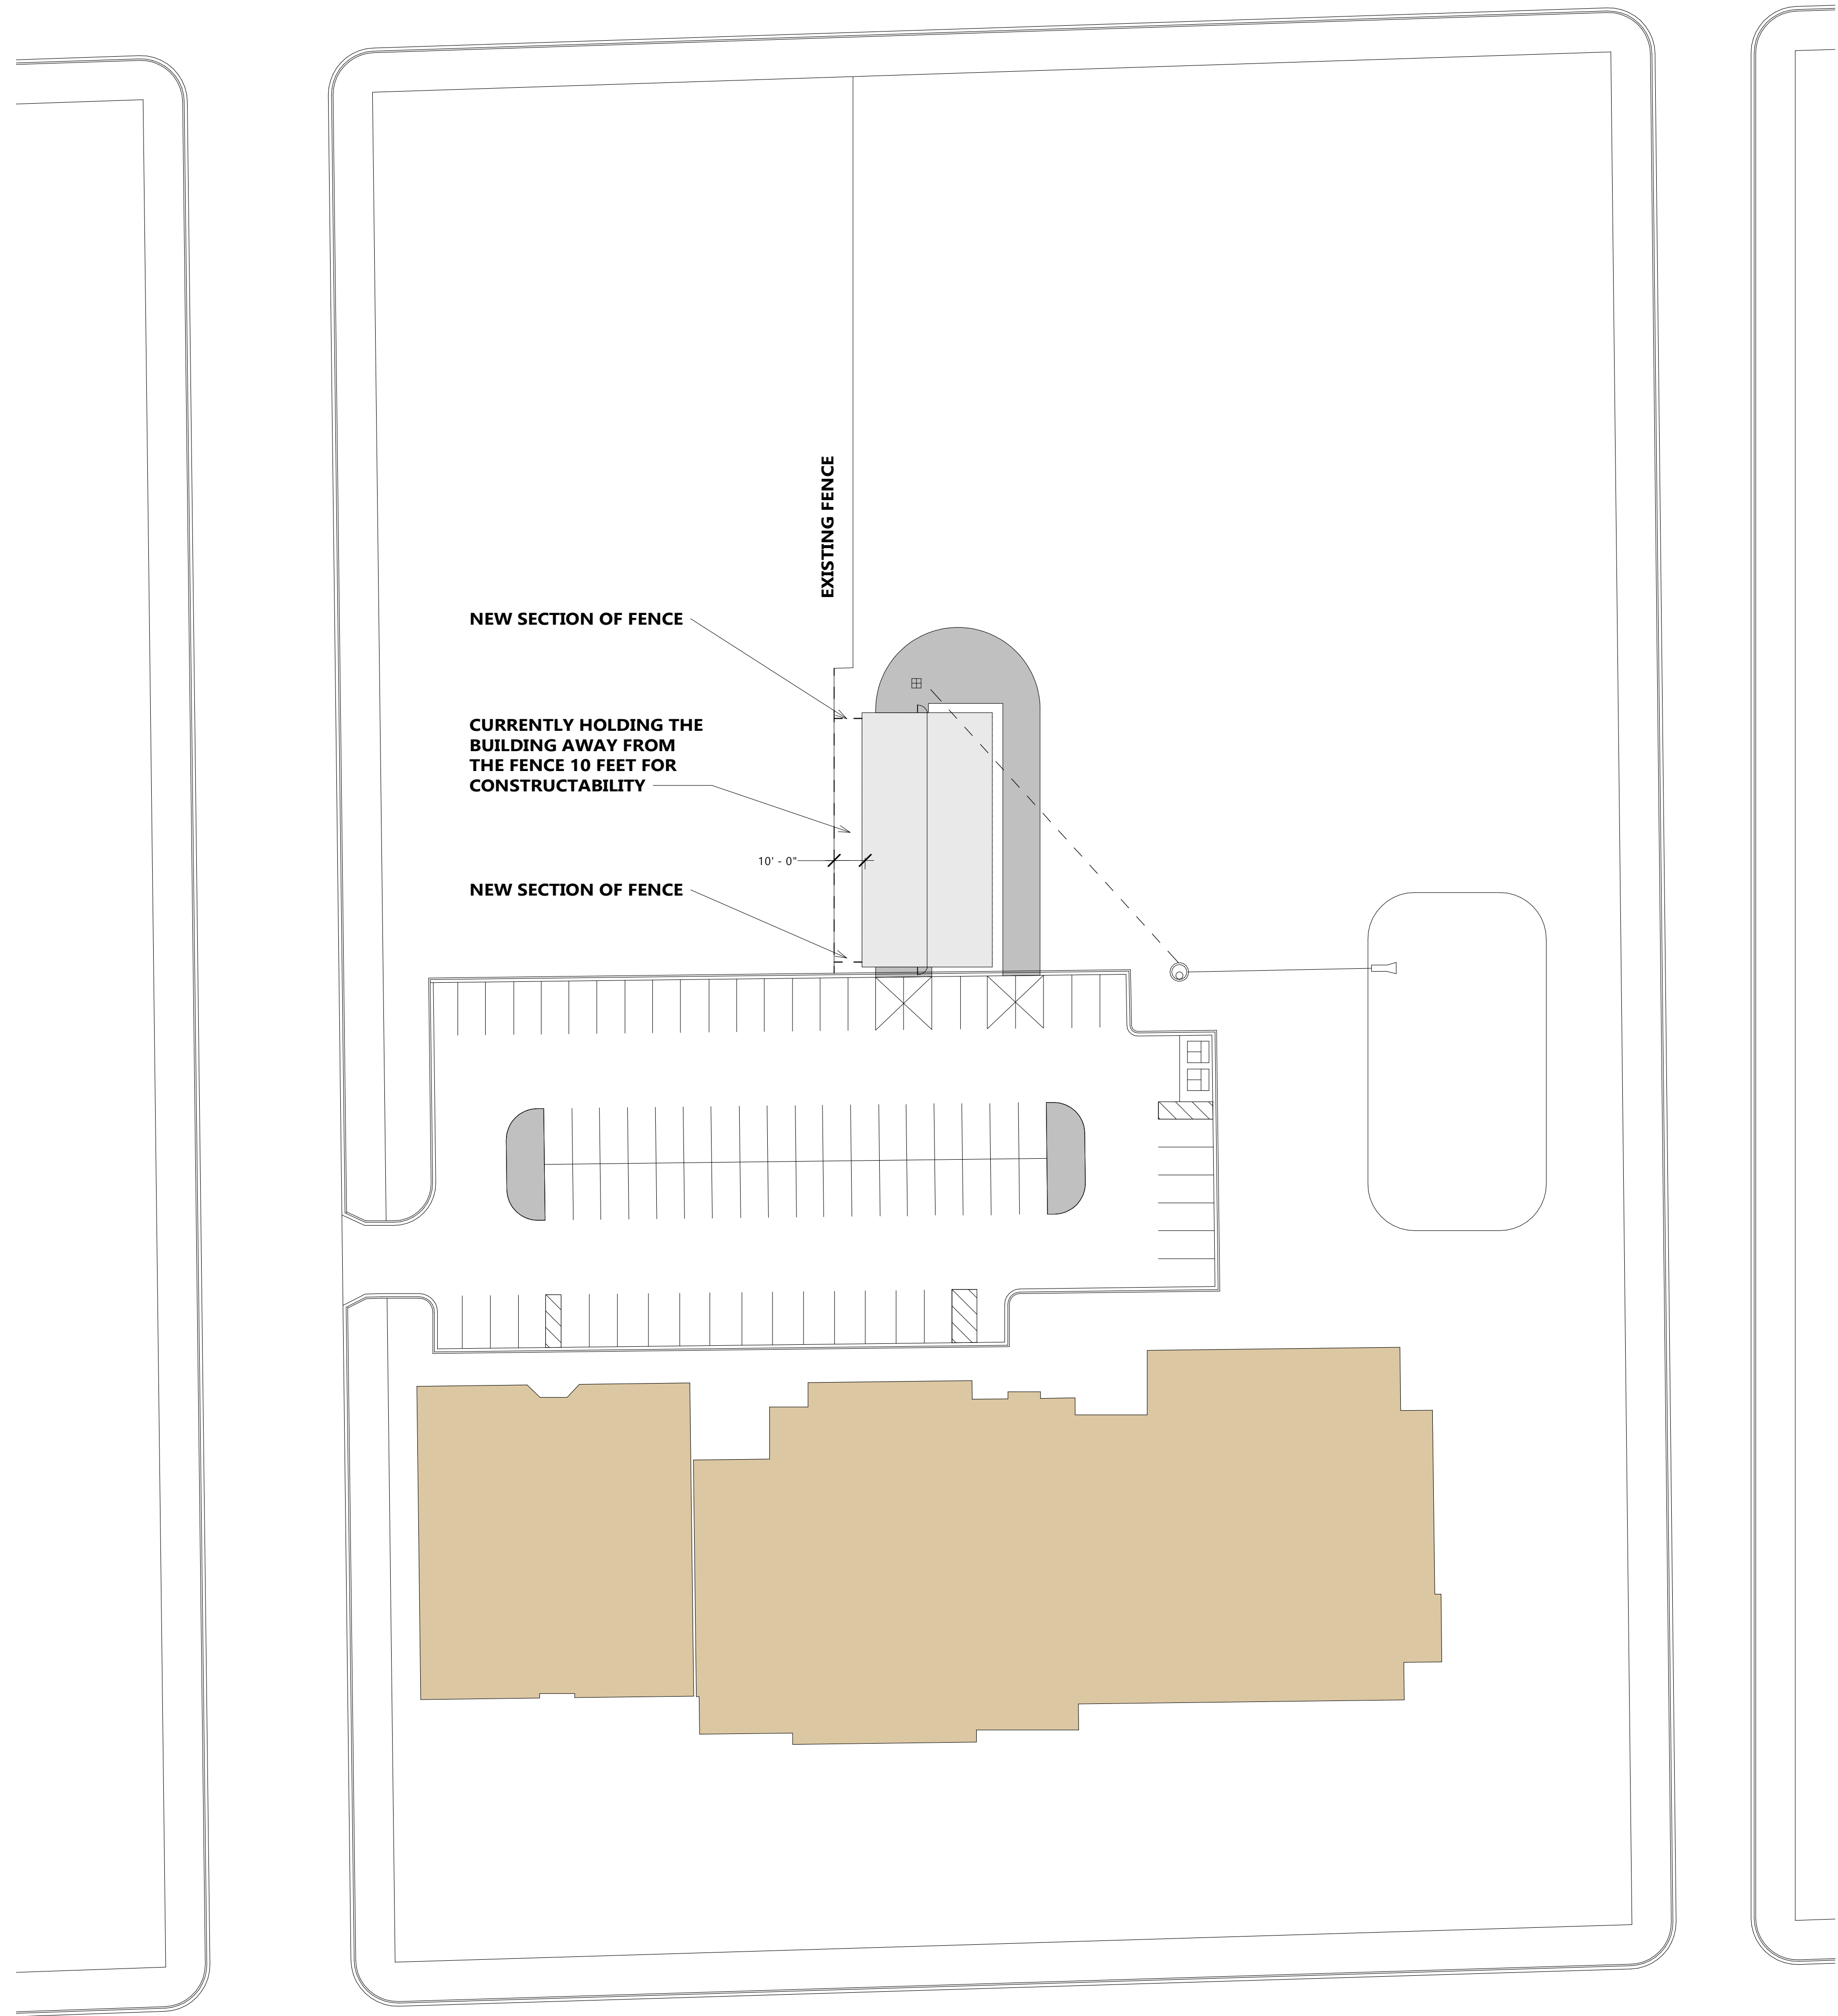 EXISTING FENCE
NEW SECTION OF FENCE
CURRENTLY HOLDING THE
BUILDING AWAY FROM
THE FENCE 10 FEET FOR
CONSTRUCTABILITY
10' - 0"
NEW SECTION OF FENCE